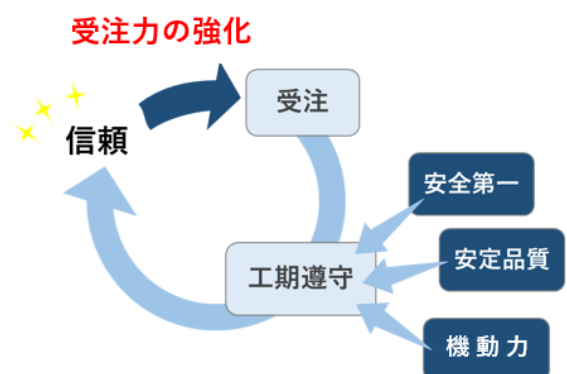 受注力の強化
受注
信頼
安全第一
安定品質
工期遵守
機動力